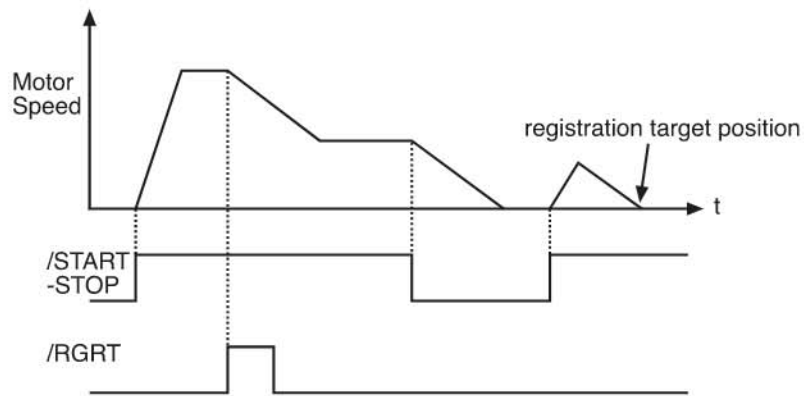 Motor
Speed
registration target position
t
/START
-STOP
/RGRT